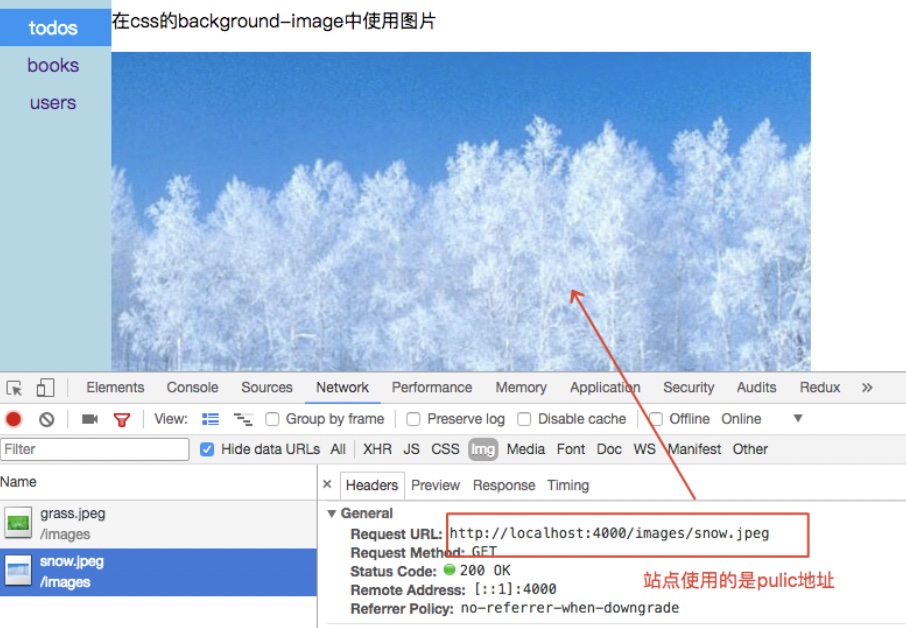 todos
books
users
在css的background-image中使用图片
Elements Console Sources Network Performance Memory Application Security Audits Redux »
View: Group by frame Preserve log Disable cache Offline Online ▼
Filter Hide data URLs All XHR JS CSS Img Media Font Doc WS Manifest Other
Name
grass.jpeg
/images
snow.jpeg
/images
× Headers Preview Response Timing
▼ General
Request URL: http://localhost:4000/images/snow.jpeg
Request Method: GET
Status Code: 200 OK
Remote Address: [::1]:4000
Referrer Policy: no-referrer-when-downgrade
站点使用的是pulic地址